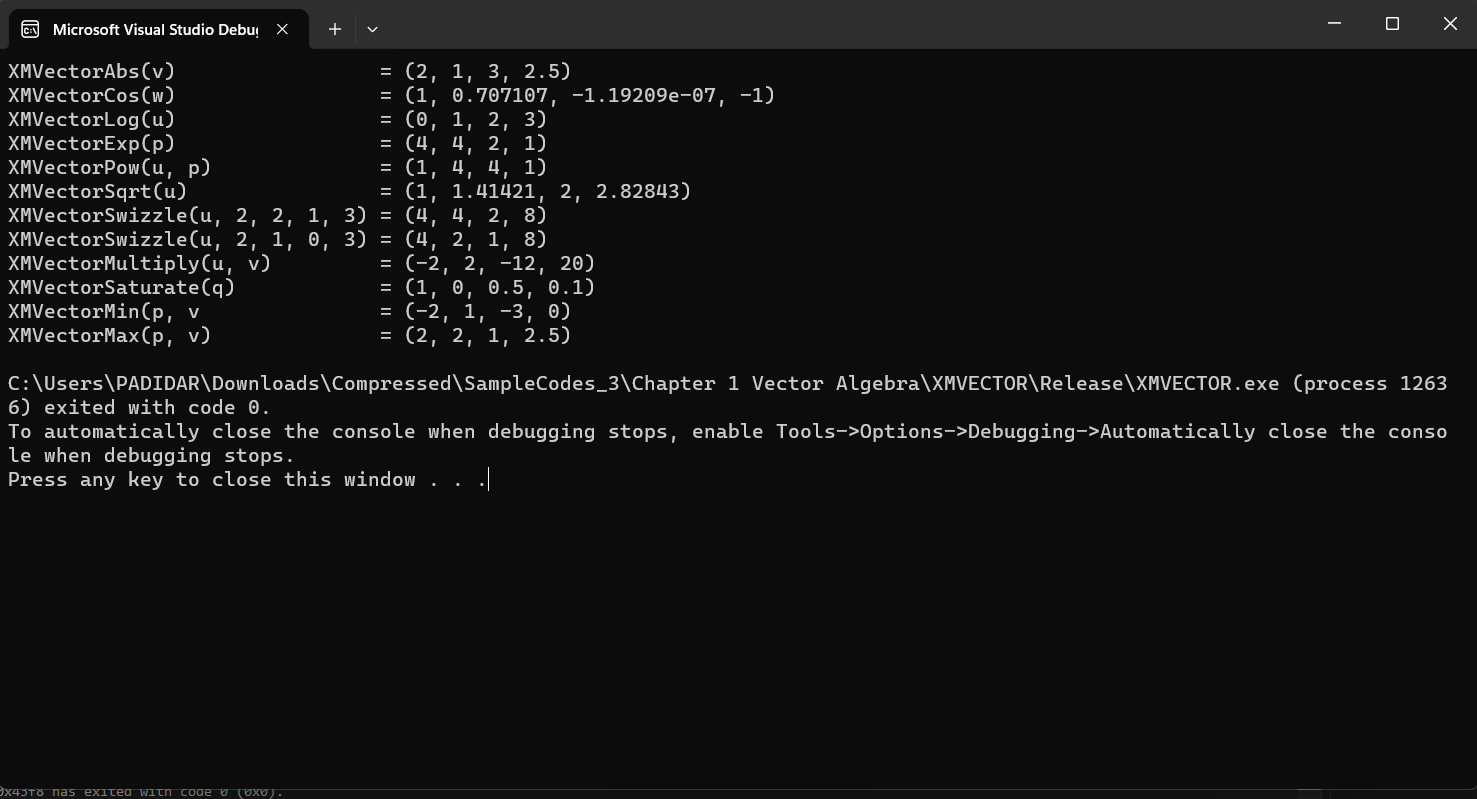 Microsoft Visual Studio Debug
XMVectorAbs(v)                 = (2, 1, 3, 2.5)
XMVectorCos(w)                 = (1, 0.707107, -1.19209e-07, -1)
XMVectorLog(u)                 = (0, 1, 2, 3)
XMVectorExp(p)                 = (4, 4, 2, 1)
XMVectorPow(u, p)              = (1, 4, 4, 1)
XMVectorSqrt(u)                = (1, 1.41421, 2, 2.82843)
XMVectorSwizzle(u, 2, 2, 1, 3) = (4, 4, 2, 8)
XMVectorSwizzle(u, 2, 1, 0, 3) = (4, 2, 1, 8)
XMVectorMultiply(u, v)         = (-2, 2, -12, 20)
XMVectorSaturate(q)            = (1, 0, 0.5, 0.1)
XMVectorMin(p, v               = (-2, 1, -3, 0)
XMVectorMax(p, v)              = (2, 2, 1, 2.5)
C:\Users\PADIDAR\Downloads\Compressed\SampleCodes_3\Chapter 1 Vector Algebra\XMVECTOR\Release\XMVECTOR.exe (process 1263
6) exited with code 0.
To automatically close the console when debugging stops, enable Tools->Options->Debugging->Automatically close the conso
le when debugging stops.
Press any key to close this window . . .
0x43f8 has exited with code 0 (0x0).